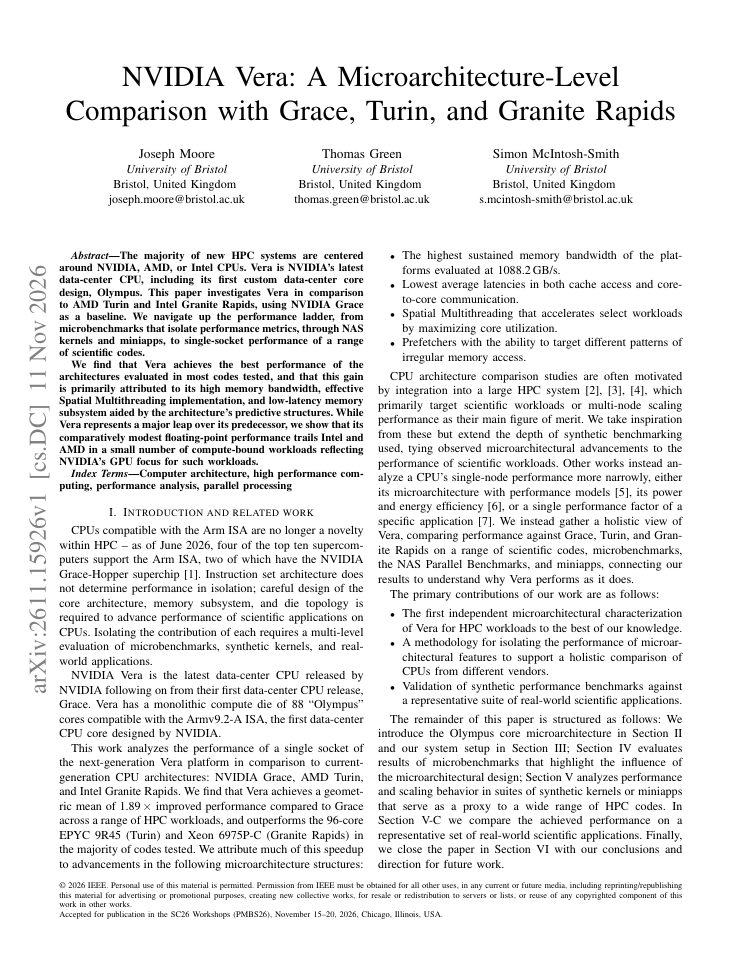 NVIDIA Vera: A Microarchitecture-Level
Comparison with Grace, Turin, and Granite Rapids
Joseph Moore
University of Bristol
Bristol, United Kingdom
joseph.moore@bristol.ac.uk
Thomas Green
University of Bristol
Bristol, United Kingdom
thomas.green@bristol.ac.uk
Simon McIntosh-Smith
University of Bristol
Bristol, United Kingdom
s.mcintosh-smith@bristol.ac.uk
arXiv:2611.15926v1 [cs.DC] 11 Nov 2026
Abstract—The majority of new HPC systems are centered
around NVIDIA, AMD, or Intel CPUs. Vera is NVIDIA's latest
data-center CPU, including its first custom data-center core
design, Olympus. This paper investigates Vera in comparison
to AMD Turin and Intel Granite Rapids, using NVIDIA Grace
as a baseline. We navigate up the performance ladder, from
microbenchmarks that isolate performance metrics, through NAS
kernels and miniapps, to single-socket performance of a range
of scientific codes.
We find that Vera achieves the best performance of the
architectures evaluated in most codes tested, and that this gain
is primarily attributed to its high memory bandwidth, effective
Spatial Multithreading implementation, and low-latency memory
subsystem aided by the architecture's predictive structures. While
Vera represents a major leap over its predecessor, we show that its
comparatively modest floating-point performance trails Intel and
AMD in a small number of compute-bound workloads reflecting
NVIDIA's GPU focus for such workloads.
Index Terms—Computer architecture, high performance com-
puting, performance analysis, parallel processing
I. INTRODUCTION AND RELATED WORK
CPUs compatible with the Arm ISA are no longer a novelty
within HPC – as of June 2026, four of the top ten supercom-
puters support the Arm ISA, two of which have the NVIDIA
Grace-Hopper superchip [1]. Instruction set architecture does
not determine performance in isolation; careful design of the
core architecture, memory subsystem, and die topology is
required to advance performance of scientific applications on
CPUs. Isolating the contribution of each requires a multi-level
evaluation of microbenchmarks, synthetic kernels, and real-
world applications.
NVIDIA Vera is the latest data-center CPU released by
NVIDIA following on from their first data-center CPU release,
Grace. Vera has a monolithic compute die of 88 “Olympus”
cores compatible with the Armv9.2-A ISA, the first data-center
CPU core designed by NVIDIA.
This work analyzes the performance of a single socket of
the next-generation Vera platform in comparison to current-
generation CPU architectures: NVIDIA Grace, AMD Turin,
and Intel Granite Rapids. We find that Vera achieves a geomet-
ric mean of 1.89 × improved performance compared to Grace
across a range of HPC workloads, and outperforms the 96-core
EPYC 9R45 (Turin) and Xeon 6975P-C (Granite Rapids) in
the majority of codes tested. We attribute much of this speedup
to advancements in the following microarchitecture structures:
• The highest sustained memory bandwidth of the plat-
forms evaluated at 1088.2 GB/s.
• Lowest average latencies in both cache access and core-
to-core communication.
• Spatial Multithreading that accelerates select workloads
by maximizing core utilization.
• Prefetchers with the ability to target different patterns of
irregular memory access.
CPU architecture comparison studies are often motivated
by integration into a large HPC system [2], [3], [4], which
primarily target scientific workloads or multi-node scaling
performance as their main figure of merit. We take inspiration
from these but extend the depth of synthetic benchmarking
used, tying observed microarchitectural advancements to the
performance of scientific workloads. Other works instead an-
alyze a CPU's single-node performance more narrowly, either
its microarchitecture with performance models [5], its power
and energy efficiency [6], or a single performance factor of a
specific application [7]. We instead gather a holistic view of
Vera, comparing performance against Grace, Turin, and Gran-
ite Rapids on a range of scientific codes, microbenchmarks,
the NAS Parallel Benchmarks, and miniapps, connecting our
results to understand why Vera performs as it does.
The primary contributions of our work are as follows:
• The first independent microarchitectural characterization
of Vera for HPC workloads to the best of our knowledge.
• A methodology for isolating the performance of microar-
chitectural features to support a holistic comparison of
CPUs from different vendors.
• Validation of synthetic performance benchmarks against
a representative suite of real-world scientific applications.
The remainder of this paper is structured as follows: We
introduce the Olympus core microarchitecture in Section II
and our system setup in Section III; Section IV evaluates
results of microbenchmarks that highlight the influence of
the microarchitectural design; Section V analyzes performance
and scaling behavior in suites of synthetic kernels or miniapps
that serve as a proxy to a wide range of HPC codes. In
Section V-C we compare the achieved performance on a
representative set of real-world scientific applications. Finally,
we close the paper in Section VI with our conclusions and
direction for future work.
© 2026 IEEE. Personal use of this material is permitted. Permission from IEEE must be obtained for all other uses, in any current or future media, including reprinting/republishing
this material for advertising or promotional purposes, creating new collective works, for resale or redistribution to servers or lists, or reuse of any copyrighted component of this
work in other works.
Accepted for publication in the SC26 Workshops (PMBS26), November 15–20, 2026, Chicago, Illinois, USA.